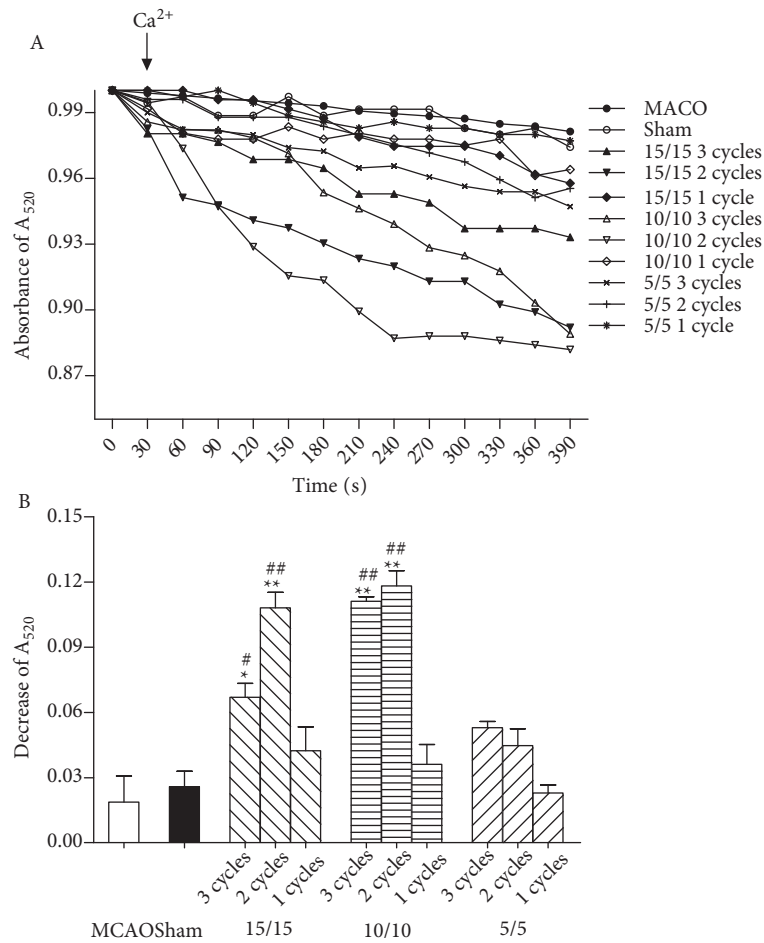 Ca²⁺
A
0.99
0.96
0.93
0.90
0.87
Absorbance of A₅₂₀
0 30 60 90 120 150 180 210 240 270 300 330 360 390
Time (s)
MACO
Sham
15/15 3 cycles
15/15 2 cycles
15/15 1 cycle
10/10 3 cycles
10/10 2 cycles
10/10 1 cycle
5/5 3 cycles
5/5 2 cycles
5/5 1 cycle
B
0.15
0.12
0.09
0.06
0.03
0.00
Decrease of A₅₂₀
#
*
##
**
##
**
##
**
3 cycles 2 cycles 1 cycles 3 cycles 2 cycles 1 cycles 3 cycles 2 cycles 1 cycles
MCAOSham 15/15 10/10 5/5